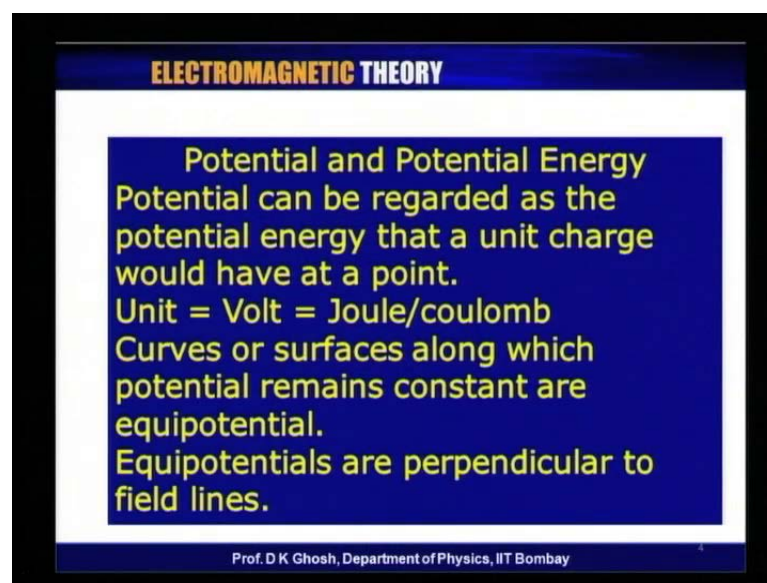 ELECTROMAGNETIC THEORY
Potential and Potential Energy
Potential can be regarded as the
potential energy that a unit charge
would have at a point.
Unit = Volt = Joule/coulomb
Curves or surfaces along which
potential remains constant are
equipotential.
Equipotentials are perpendicular to
field lines.
Prof. D K Ghosh, Department of Physics, IIT Bombay
4